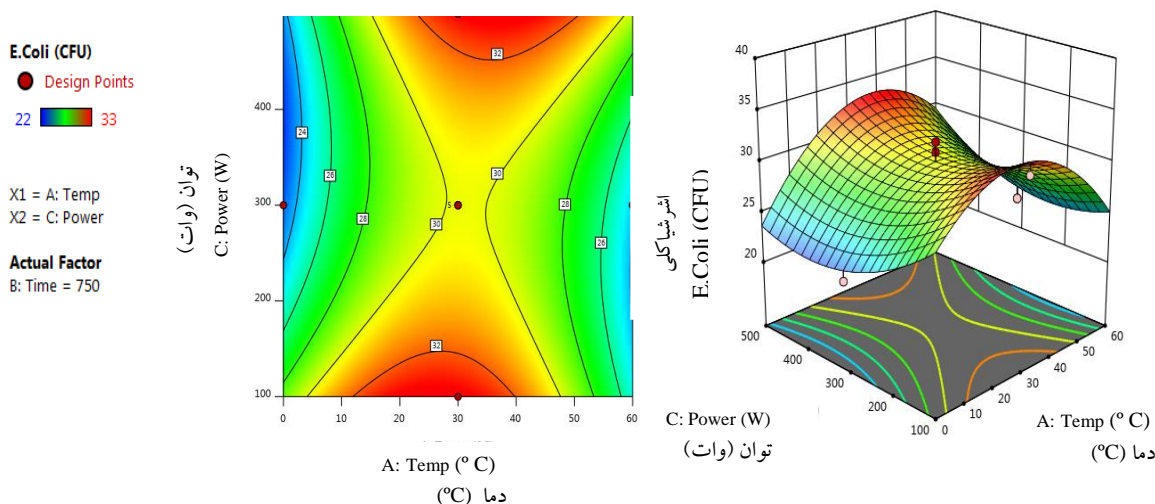 E.Coli (CFU)
Design Points
22 33
X1 = A: Temp
X2 = C: Power
Actual Factor
B: Time = 750
توان (وات)
C: Power (W)
400
300
200
100
0 10 20 30 40 50 60
32
24
26
30
28
5
30
28
26
32
A: Temp (º C)
دما (ºC)
اشرشیاکلی
E.Coli (CFU)
40
35
30
25
20
500
400
300
200
100
0
10
20
30
40
50
60
C: Power (W)
توان (وات)
A: Temp (º C)
دما (ºC)